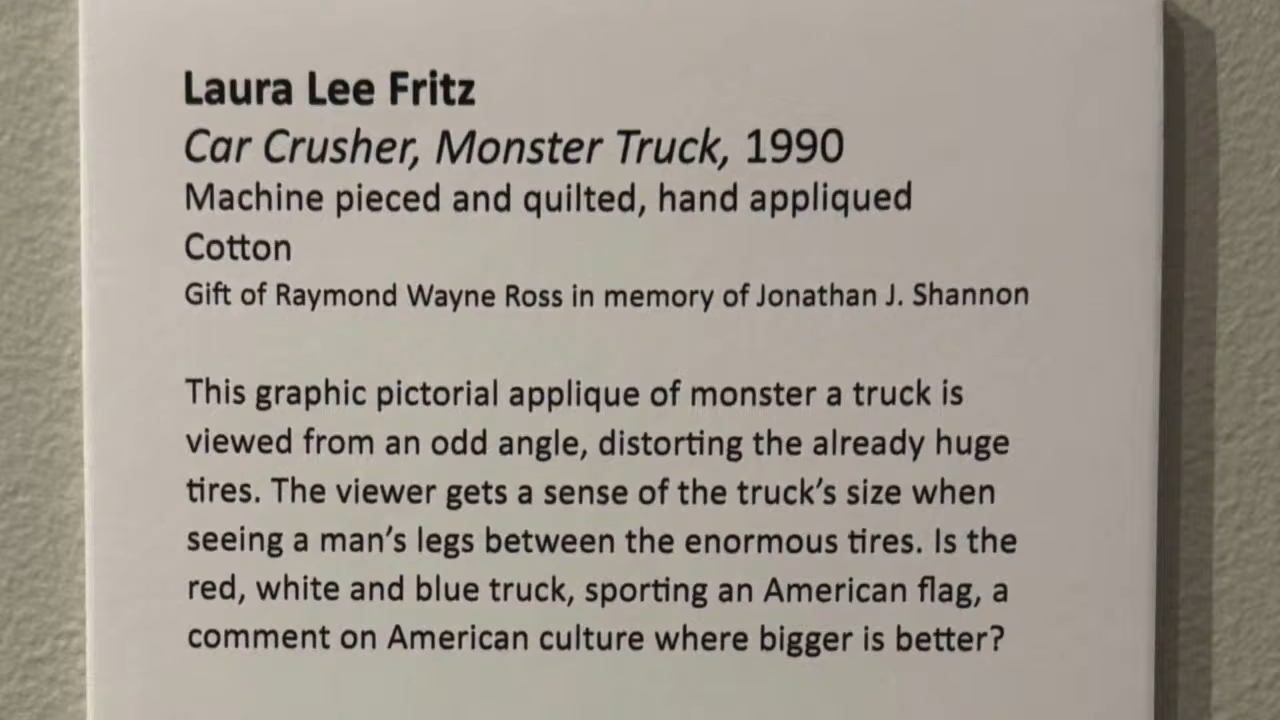 Laura Lee Fritz
Car Crusher, Monster Truck, 1990
Machine pieced and quilted, hand appliqued
Cotton
Gift of Raymond Wayne Ross in memory of Jonathan J. Shannon
This graphic pictorial applique of monster a truck is
viewed from an odd angle, distorting the already huge
tires. The viewer gets a sense of the truck’s size when
seeing a man’s legs between the enormous tires. Is the
red, white and blue truck, sporting an American flag, a
comment on American culture where bigger is better?